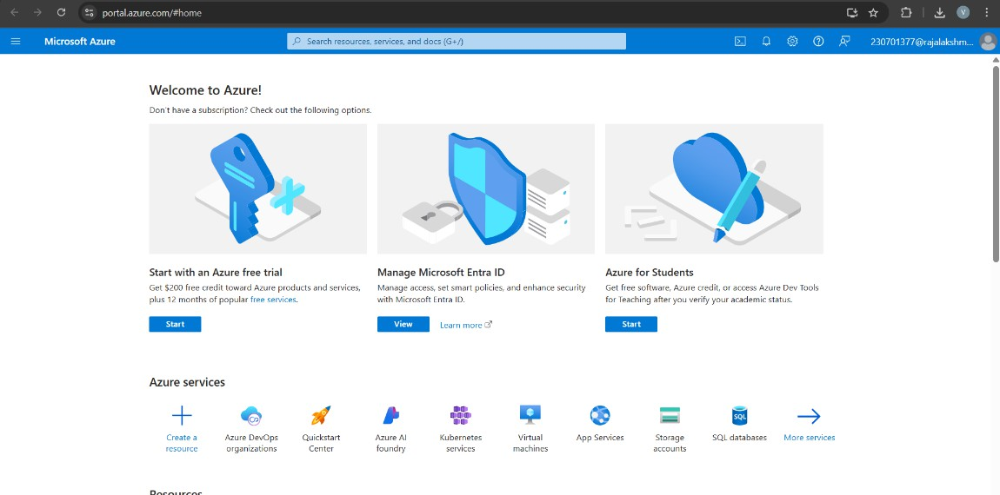 portal.azure.com/#home
V
Microsoft Azure
Search resources, services, and docs (G+/)
230701377@rajalakshm...
Welcome to Azure!
Don't have a subscription? Check out the following options.
Start with an Azure free trial
Get $200 free credit toward Azure products and services,
plus 12 months of popular free services.
Start
Manage Microsoft Entra ID
Manage access, set smart policies, and enhance security
with Microsoft Entra ID.
View
Learn more
Azure for Students
Get free software, Azure credit, or access Azure Dev Tools
for Teaching after you verify your academic status.
Start
Azure services
Create a
resource
Azure DevOps
organizations
Quickstart
Center
Azure AI
foundry
Kubernetes
services
Virtual
machines
App Services
Storage
accounts
SQL
SQL databases
More services
Resources